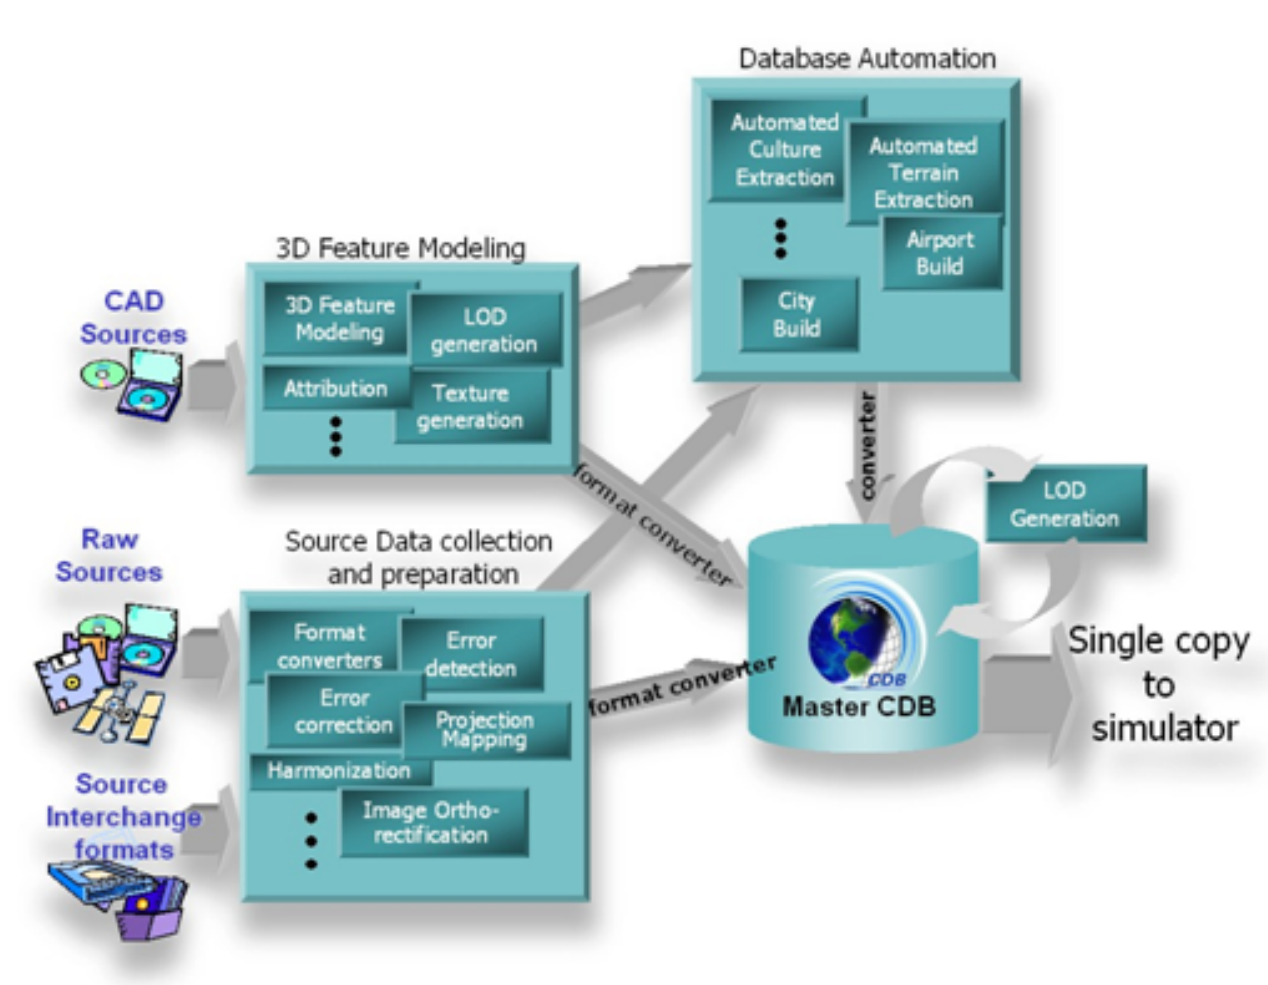 Database Automation
Automated
Culture
Extraction
Automated
Terrain
Extraction
Airport
Build
City
Build
3D Feature Modeling
3D Feature
Modeling
LOD
generation
Attribution
Texture
generation
CAD
Sources
converter
format converter
LOD
Generation
Raw
Sources
Source Data collection
and preparation
Format
converters
Error
detection
Error
correction
Projection
Mapping
Harmonization
Image Ortho-
rectification
format converter
CDB
Master CDB
Single copy
to
simulator
Source
Interchange
formats